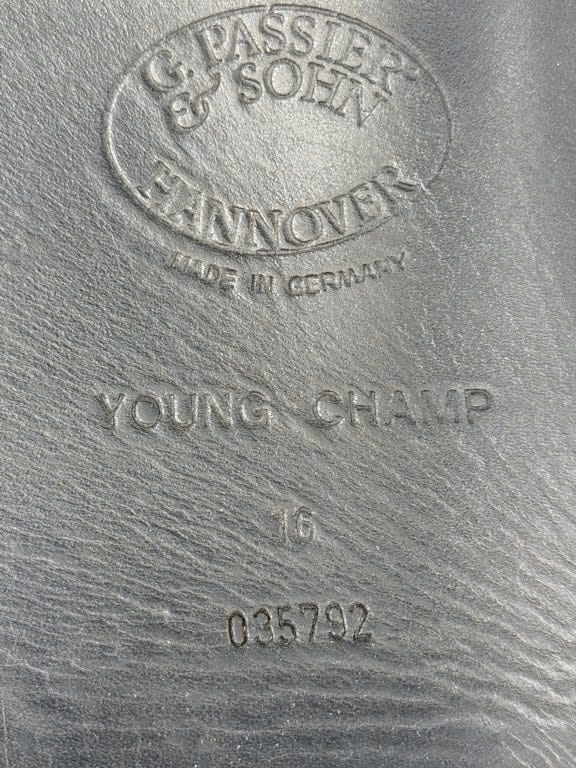 G. PASSIER
& SOHN
HANNOVER
MADE IN GERMANY
YOUNG CHAMP
16
035792